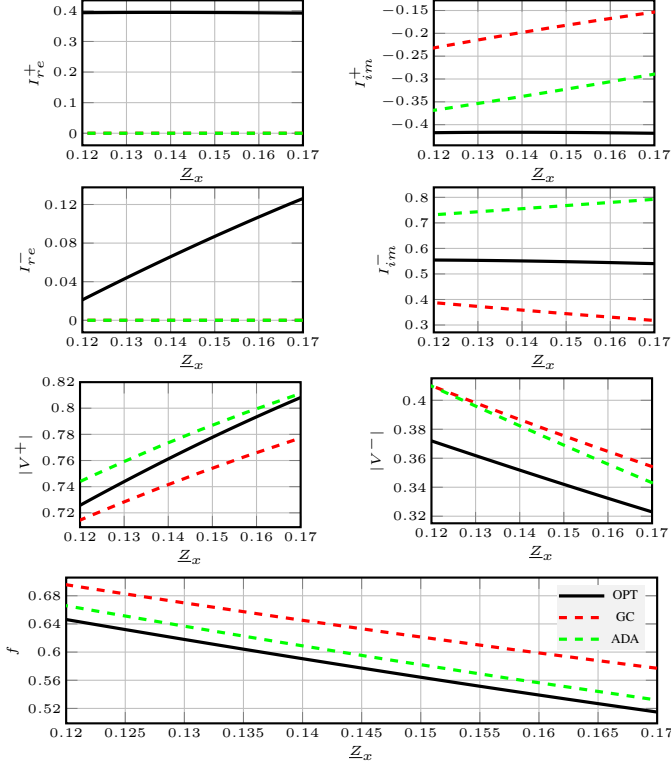 0.4
0.3
0.2
0.1
0
I⁺re
0.12 0.13 0.14 0.15 0.16 0.17
Z_x
−0.15
−0.2
−0.25
−0.3
−0.35
−0.4
I⁺im
0.12 0.13 0.14 0.15 0.16 0.17
Z_x
0.12
0.08
0.04
0
I⁻re
0.12 0.13 0.14 0.15 0.16 0.17
Z_x
0.8
0.7
0.6
0.5
0.4
0.3
I⁻im
0.12 0.13 0.14 0.15 0.16 0.17
Z_x
0.82
0.8
0.78
0.76
0.74
0.72
|V⁺|
0.12 0.13 0.14 0.15 0.16 0.17
Z_x
0.4
0.38
0.36
0.34
0.32
|V⁻|
0.12 0.13 0.14 0.15 0.16 0.17
Z_x
0.68
0.64
0.6
0.56
0.52
f
OPT
GC
ADA
0.12 0.125 0.13 0.135 0.14 0.145 0.15 0.155 0.16 0.165 0.17
Z_x